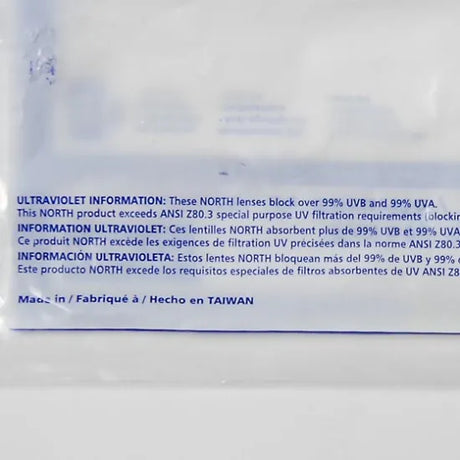 ULTRAVIOLET INFORMATION: These NORTH lenses block over 99% UVB and 99% UVA.
This NORTH product exceeds ANSI Z80.3 special purpose UV filtration requirements (blockin
INFORMATION ULTRAVIOLET: Ces lentilles NORTH absorbent plus de 99% UVB et 99% UVA
Ce produit NORTH excède les exigences de filtration UV précisées dans la norme ANSI Z80.3
INFORMACIÓN ULTRAVIOLETA: Estos lentes NORTH bloquean más del 99% de UVB y 99%
Este producto NORTH excede los requisitos especiales de filtros absorbentes de UV ANSI Z8
Made in / Fabriqué à / Hecho en TAIWAN